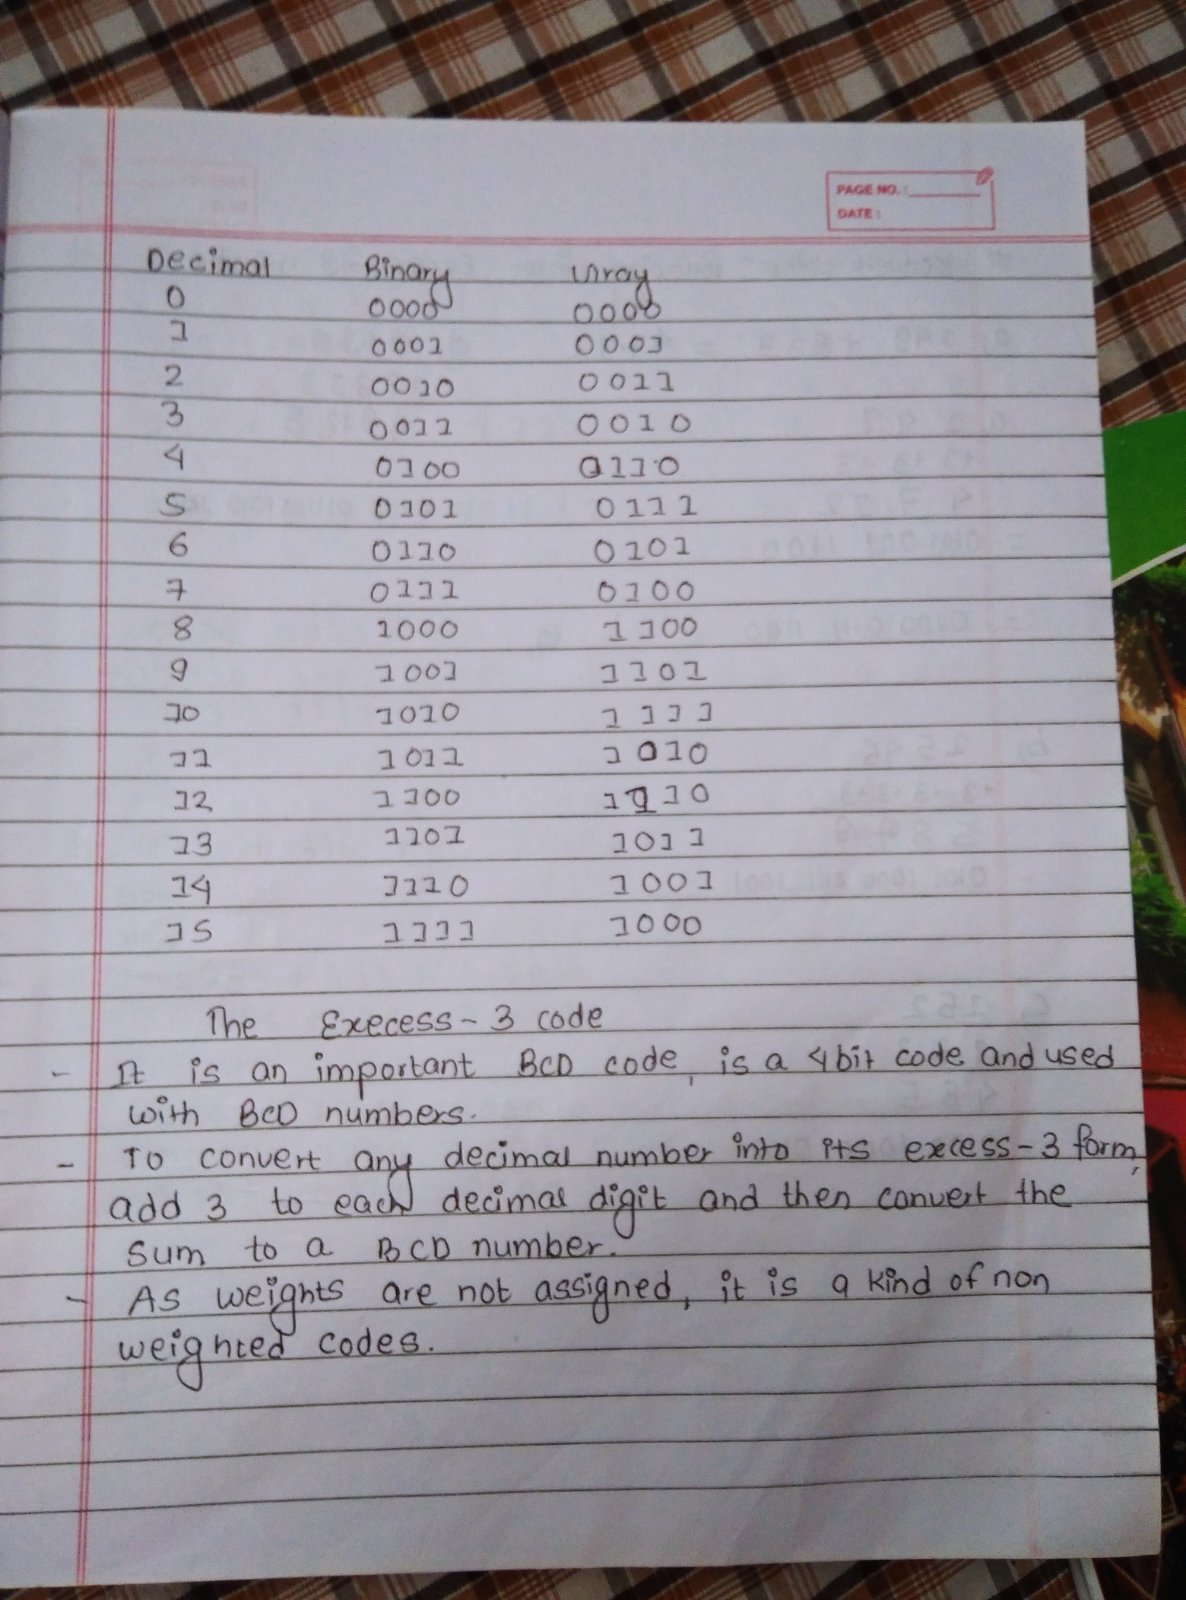 PAGE NO. :
DATE :
Decimal Binary Gray
0 0000 0000
1 0001 0001
2 0010 0011
3 0011 0010
4 0100 0110
5 0101 0111
6 0110 0101
7 0111 0100
8 1000 1100
9 1001 1101
10 1010 1111
11 1011 1010
12 1100 1110
13 1101 1011
14 1110 1001
15 1111 1000
The Execess-3 code
- It is an important BCD code, is a 4 bit code and used
with BCD numbers.
- To convert any decimal number into its excess-3 form,
add 3 to each decimal digit and then convert the
sum to a BCD number.
- As weights are not assigned, it is a kind of non
weighted codes.